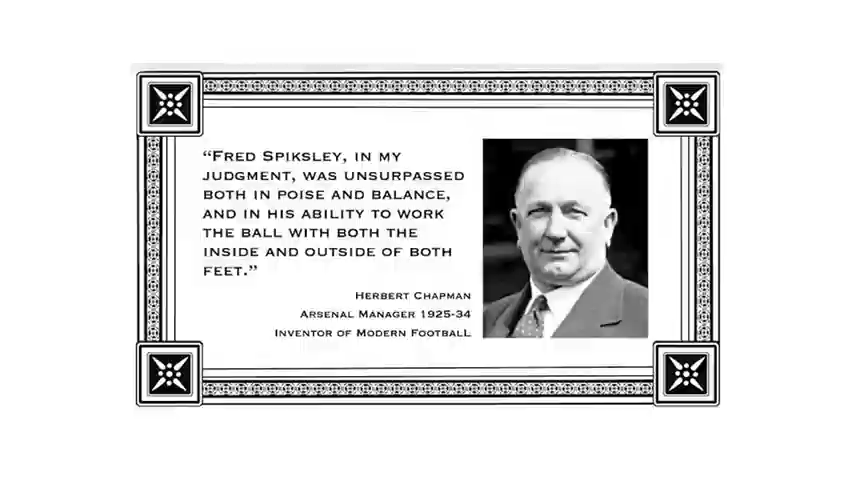 “Fred Spiksley, in my
judgment, was unsurpassed
both in poise and balance,
and in his ability to work
the ball with both the
inside and outside of both
feet.”
Herbert Chapman
Arsenal Manager 1925-34
Inventor of Modern Football